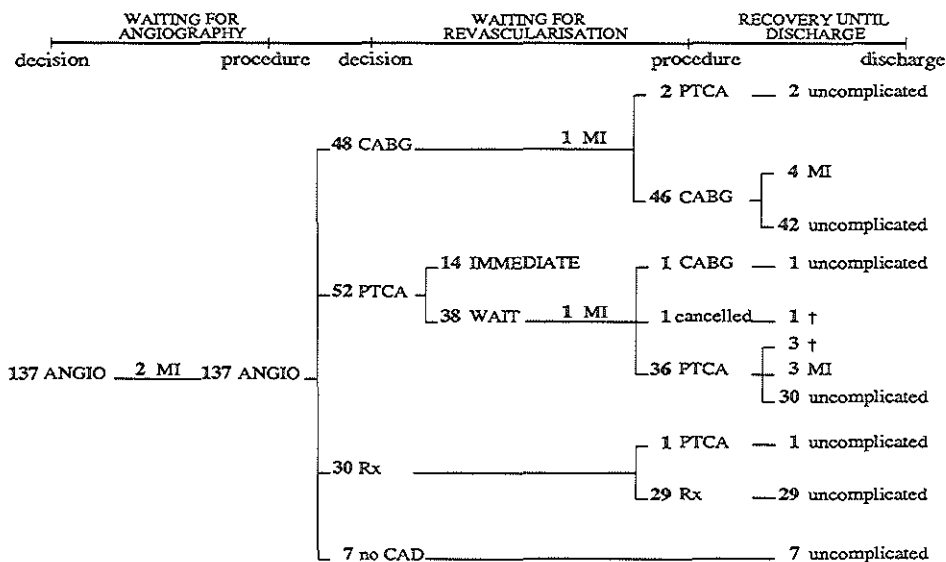 WAITING FOR ANGIOGRAPHY
WAITING FOR REVASCULARISATION
RECOVERY UNTIL DISCHARGE
decision procedure decision procedure discharge
2 PTCA 2 uncomplicated
48 CABG 1 MI
4 MI
46 CABG
42 uncomplicated
14 IMMEDIATE 1 CABG 1 uncomplicated
52 PTCA
38 WAIT 1 MI 1 cancelled 1 †
3 †
137 ANGIO 2 MI 137 ANGIO 36 PTCA 3 MI
30 uncomplicated
1 PTCA 1 uncomplicated
30 Rx
29 Rx 29 uncomplicated
7 no CAD 7 uncomplicated